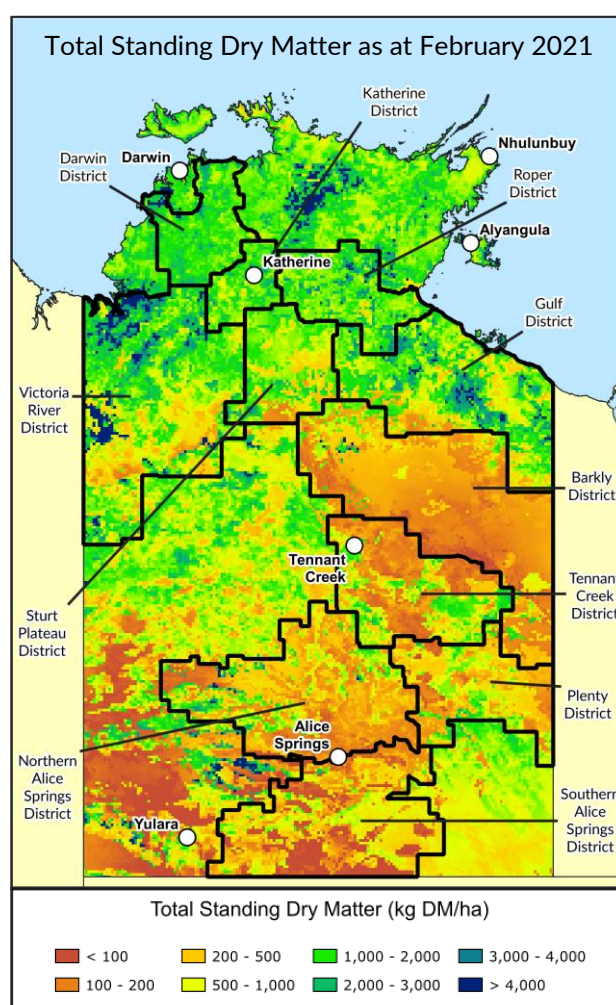 Total Standing Dry Matter as at February 2021
Katherine
District
Darwin
District
Darwin
Nhulunbuy
Roper
District
Alyangula
Katherine
Gulf
District
Victoria
River
District
Barkly
District
Tennant
Creek
Tennant
Creek
District
Sturt
Plateau
District
Plenty
District
Alice
Springs
Northern
Alice
Springs
District
Southern
Alice
Springs
District
Yulara
Total Standing Dry Matter (kg DM/ha)
< 100
200 - 500
1,000 - 2,000
3,000 - 4,000
100 - 200
500 - 1,000
2,000 - 3,000
> 4,000